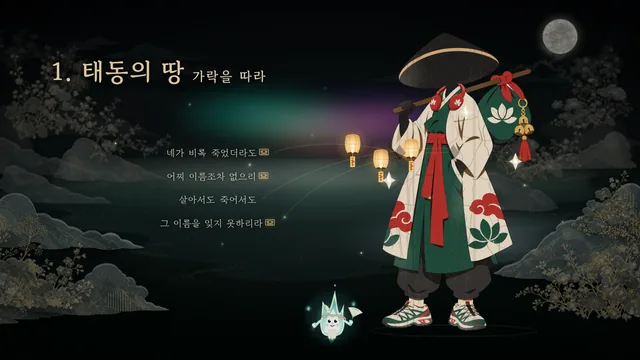 1. 태동의 땅 가락을 따라
네가 비록 죽었더라도
어찌 이름조차 없으리
살아서도 죽어서도
그 이름을 잊지 못하리라